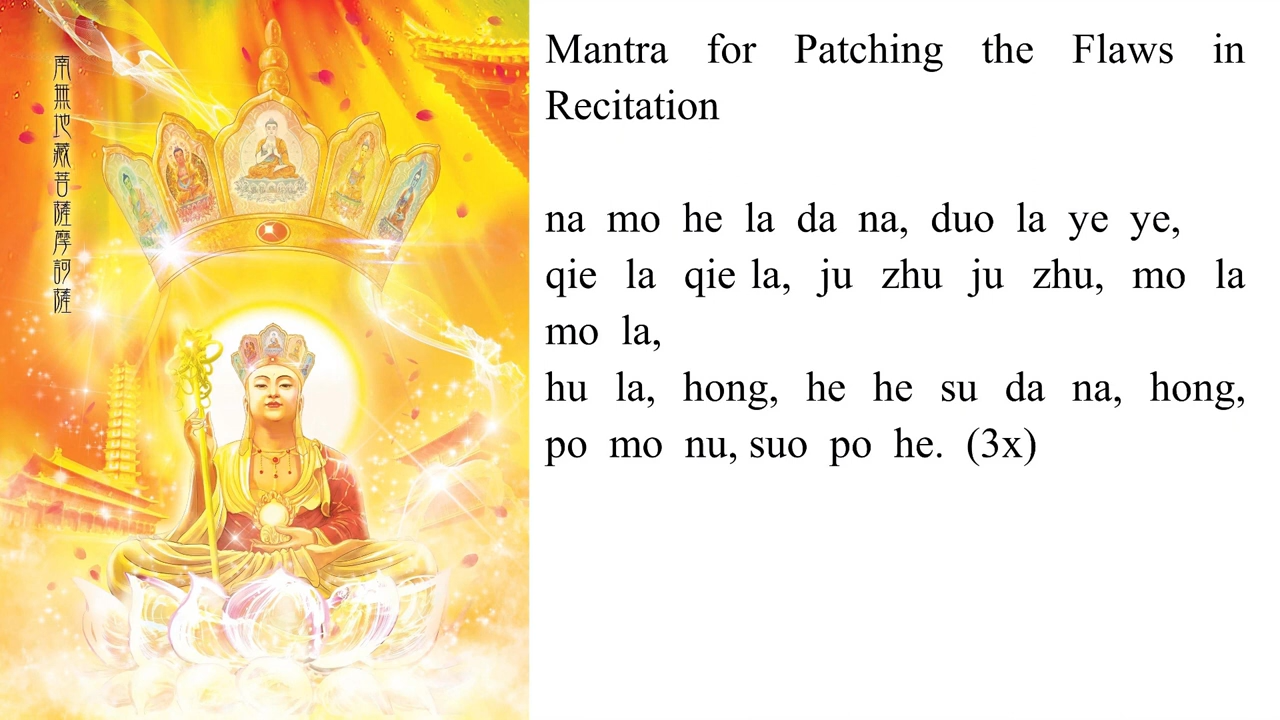 南無地藏菩薩摩訶薩
Mantra for Patching the Flaws in
Recitation
na mo he la da na, duo la ye ye,
qie la qie la, ju zhu ju zhu, mo la
mo la,
hu la, hong, he he su da na, hong,
po mo nu, suo po he. (3x)